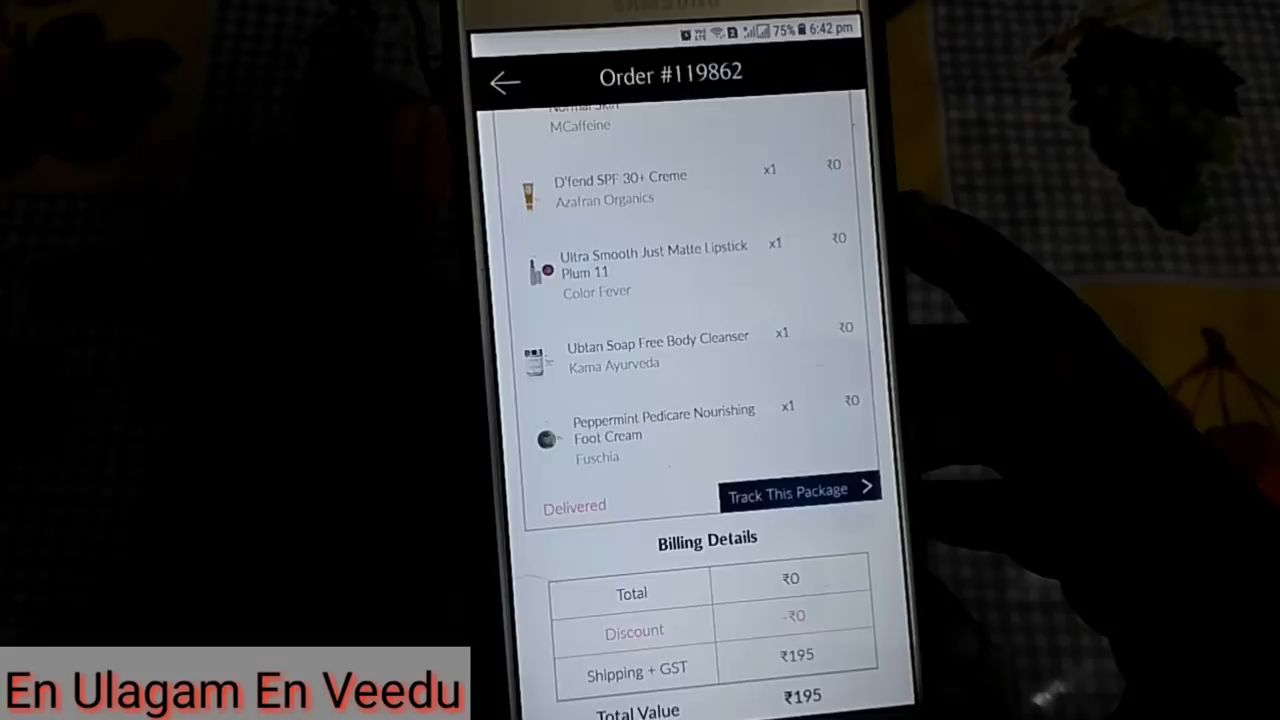 SAMSUNG
75% 6:42 pm
Order #119862
Normal Skin
MCaffeine
D'fend SPF 30+ Creme x1 ₹0
Azafran Organics
Ultra Smooth Just Matte Lipstick x1 ₹0
Plum 11
Color Fever
Ubtan Soap Free Body Cleanser x1 ₹0
Kama Ayurveda
Peppermint Pedicare Nourishing x1 ₹0
Foot Cream
Fuschia
Delivered Track This Package
Billing Details
Total ₹0
Discount -₹0
Shipping + GST ₹195
Total Value ₹195
En Ulagam En Veedu